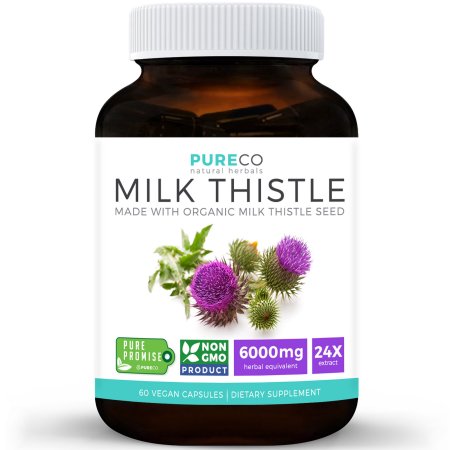 PURECO
natural herbals
MILK THISTLE
MADE WITH ORGANIC MILK THISTLE SEED
PURE
PROMISE
@PURECO
NON
GMO
PRODUCT
6000mg
herbal equivalent
24X
extract
60 VEGAN CAPSULES | DIETARY SUPPLEMENT